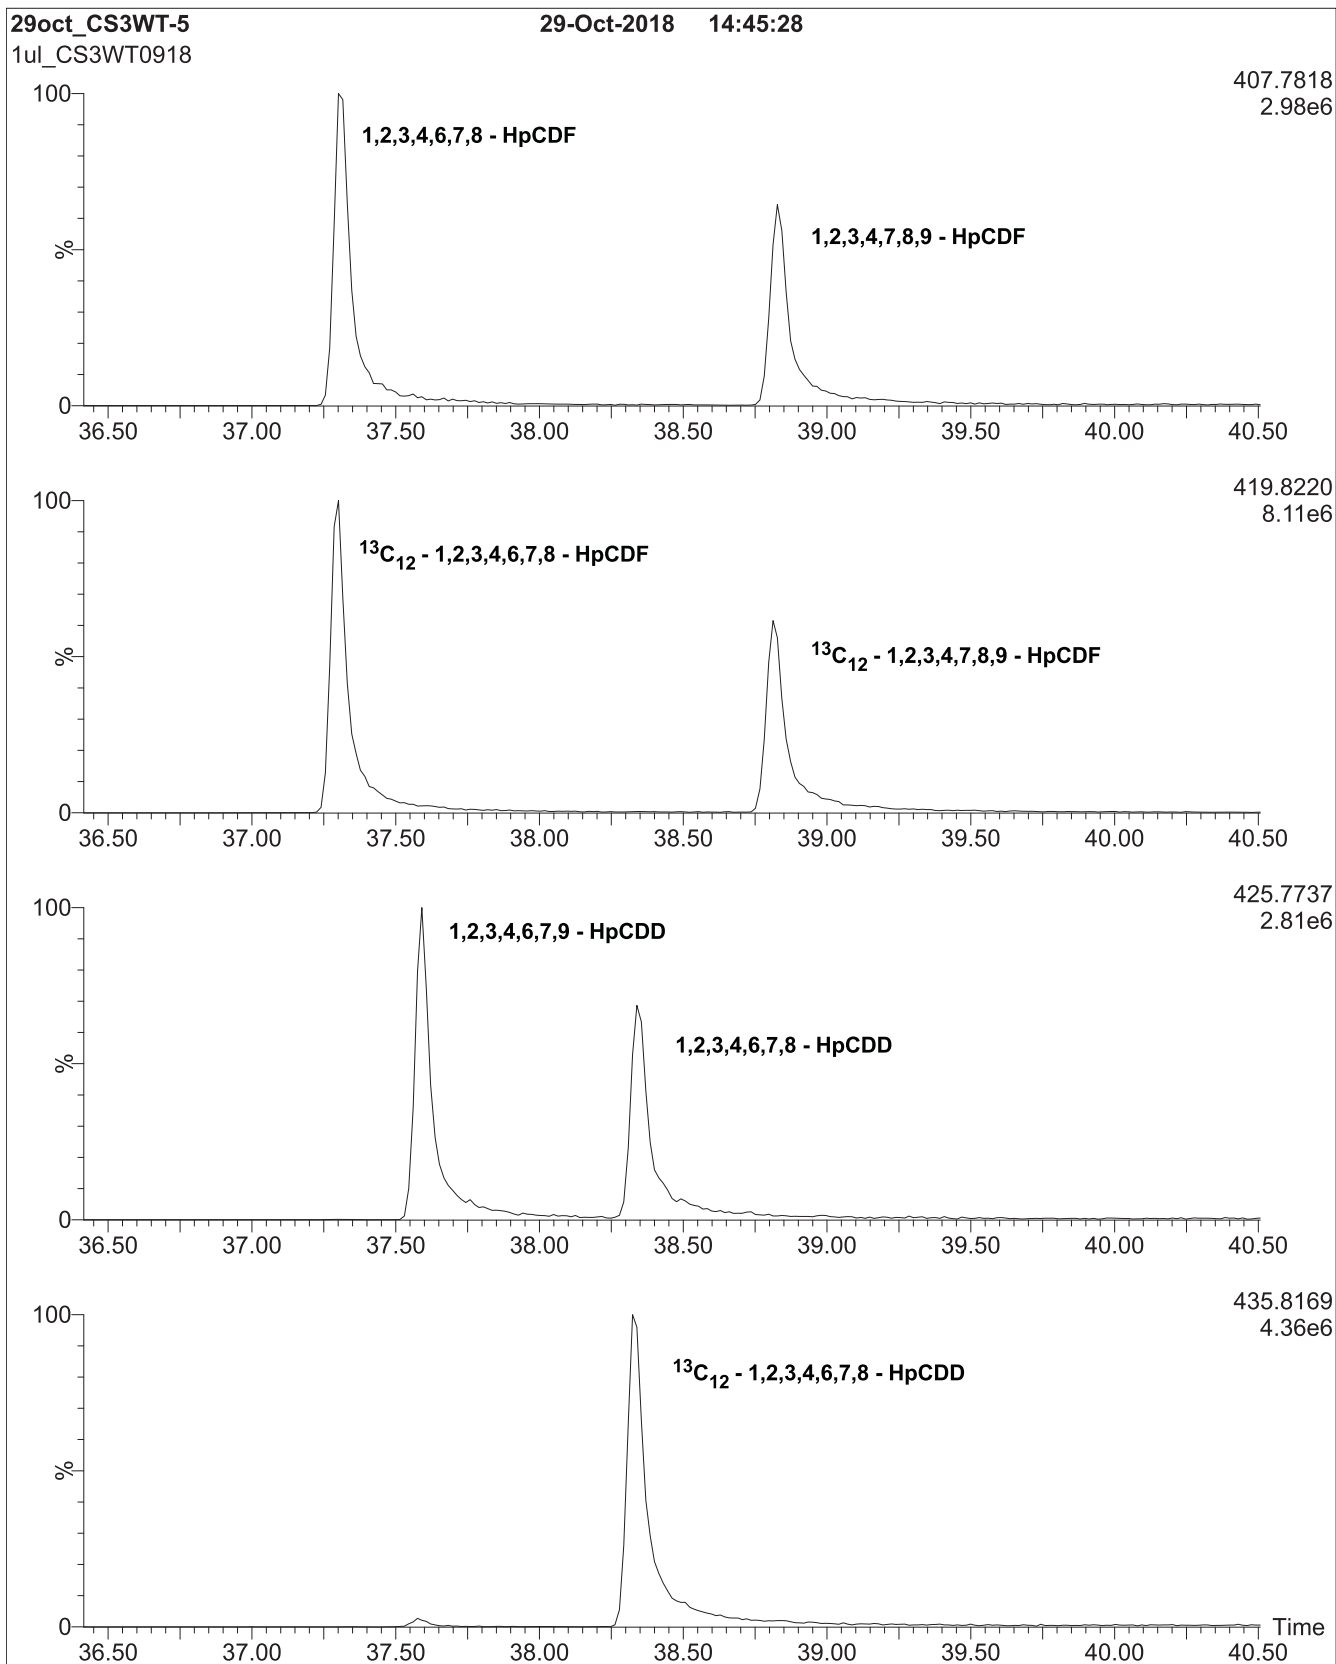 29oct_CS3WT-5 29-Oct-2018 14:45:28
1ul_CS3WT0918
407.7818
2.98e6
100
1,2,3,4,6,7,8 - HpCDF
1,2,3,4,7,8,9 - HpCDF
%
0
36.50 37.00 37.50 38.00 38.50 39.00 39.50 40.00 40.50
419.8220
8.11e6
100
¹³C₁₂ - 1,2,3,4,6,7,8 - HpCDF
¹³C₁₂ - 1,2,3,4,7,8,9 - HpCDF
%
0
36.50 37.00 37.50 38.00 38.50 39.00 39.50 40.00 40.50
425.7737
2.81e6
100
1,2,3,4,6,7,9 - HpCDD
1,2,3,4,6,7,8 - HpCDD
%
0
36.50 37.00 37.50 38.00 38.50 39.00 39.50 40.00 40.50
435.8169
4.36e6
100
¹³C₁₂ - 1,2,3,4,6,7,8 - HpCDD
%
0 Time
36.50 37.00 37.50 38.00 38.50 39.00 39.50 40.00 40.50